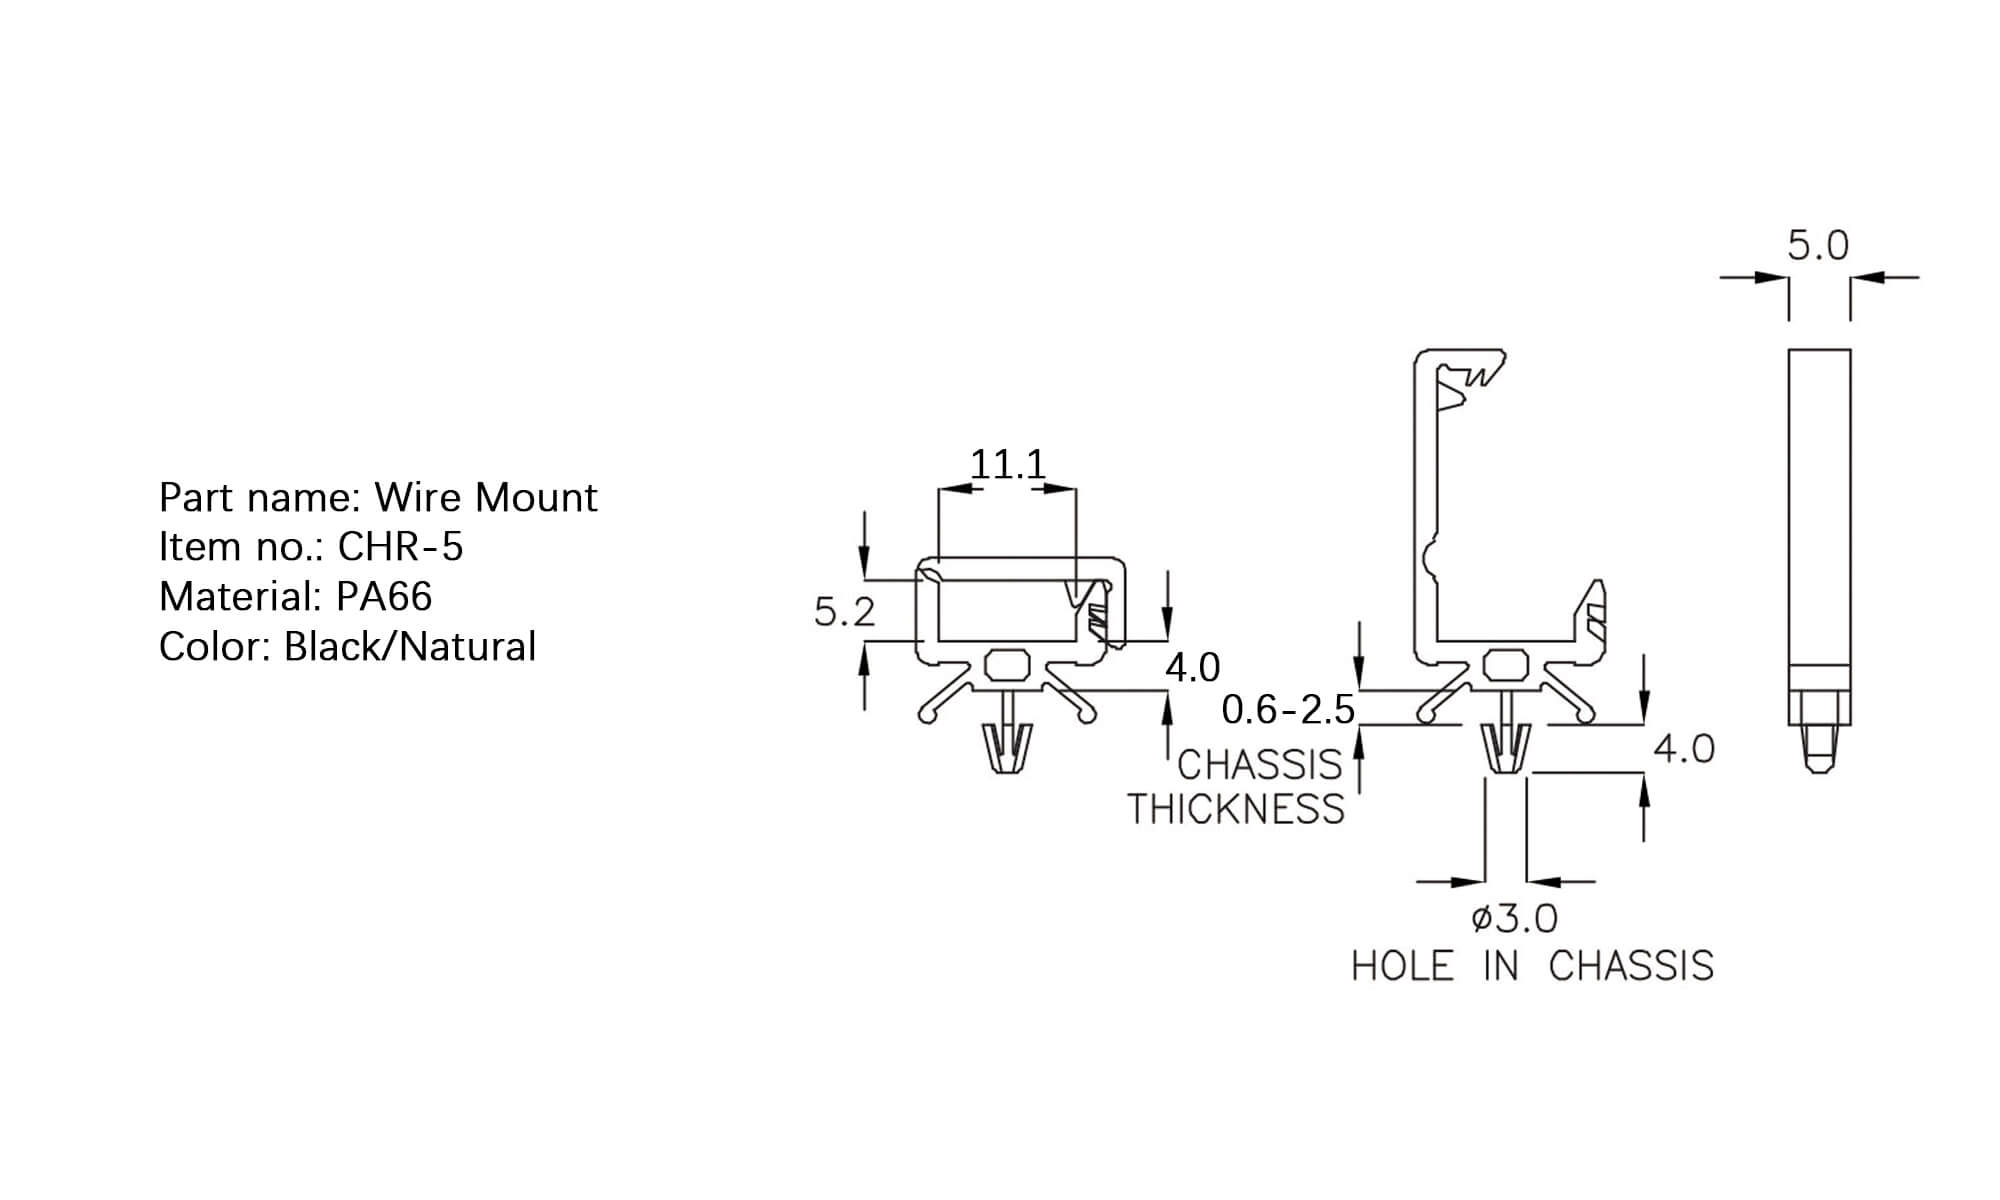 Part name: Wire Mount
Item no.: CHR-5
Material: PA66
Color: Black/Natural
11.1
5.2
4.0
0.6-2.5
CHASSIS
THICKNESS
5.0
4.0
ø3.0
HOLE IN CHASSIS